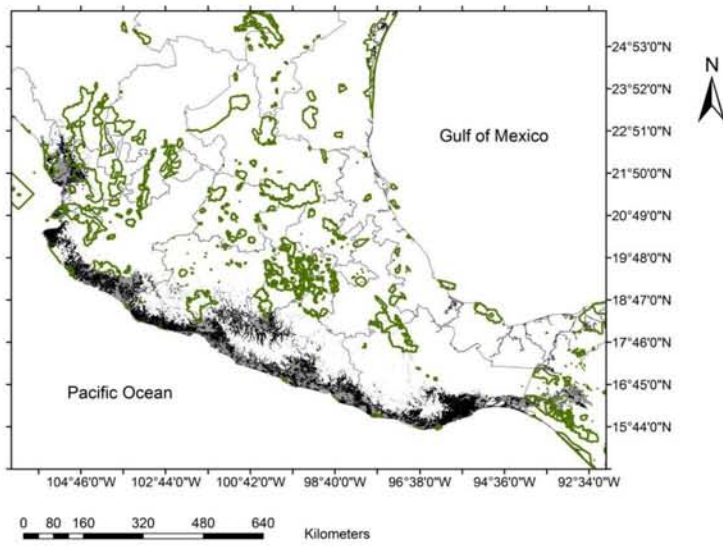 24°53'0"N
N
23°52'0"N
22°51'0"N
Gulf of Mexico
21°50'0"N
20°49'0"N
19°48'0"N
18°47'0"N
17°46'0"N
Pacific Ocean
16°45'0"N
15°44'0"N
104°46'0"W 102°44'0"W 100°42'0"W 98°40'0"W 96°38'0"W 94°36'0"W 92°34'0"W
0 80 160 320 480 640
Kilometers